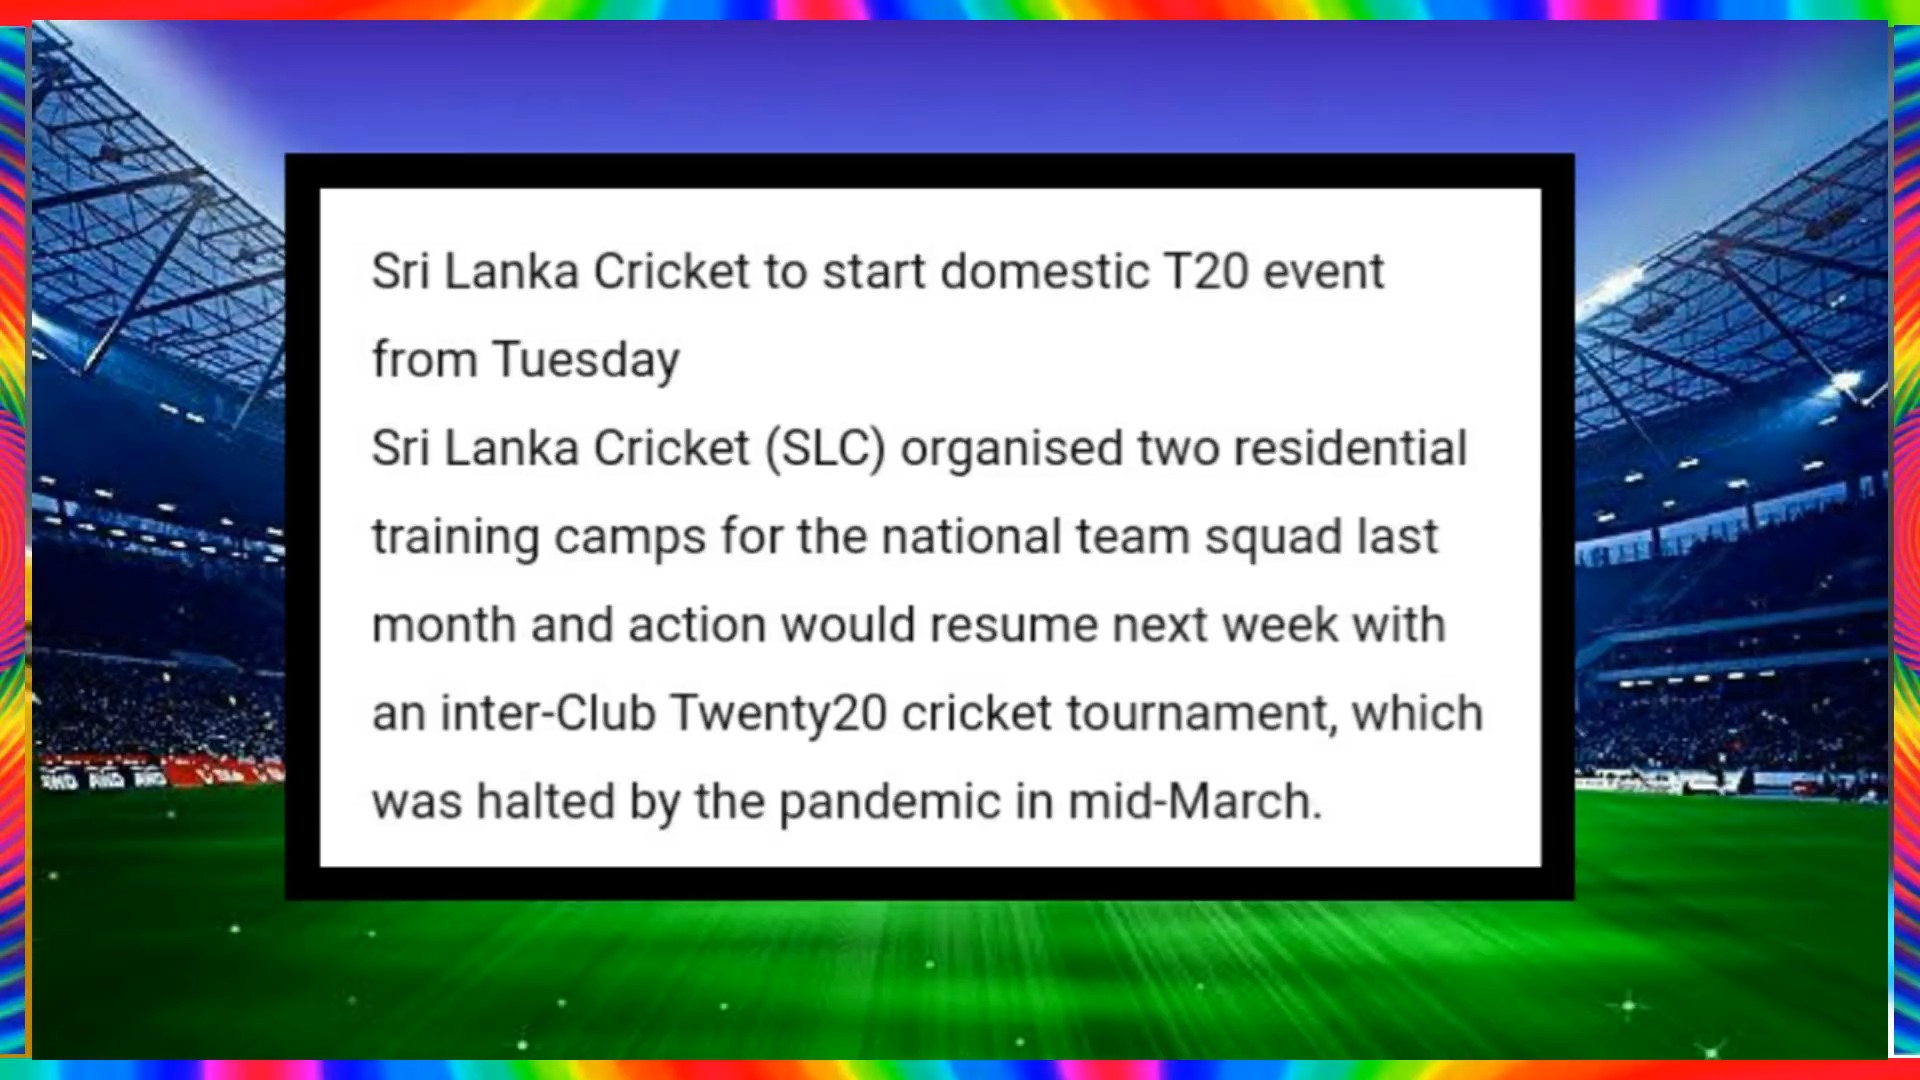 Sri Lanka Cricket to start domestic T20 event
from Tuesday
Sri Lanka Cricket (SLC) organised two residential
training camps for the national team squad last
month and action would resume next week with
an inter-Club Twenty20 cricket tournament, which
was halted by the pandemic in mid-March.